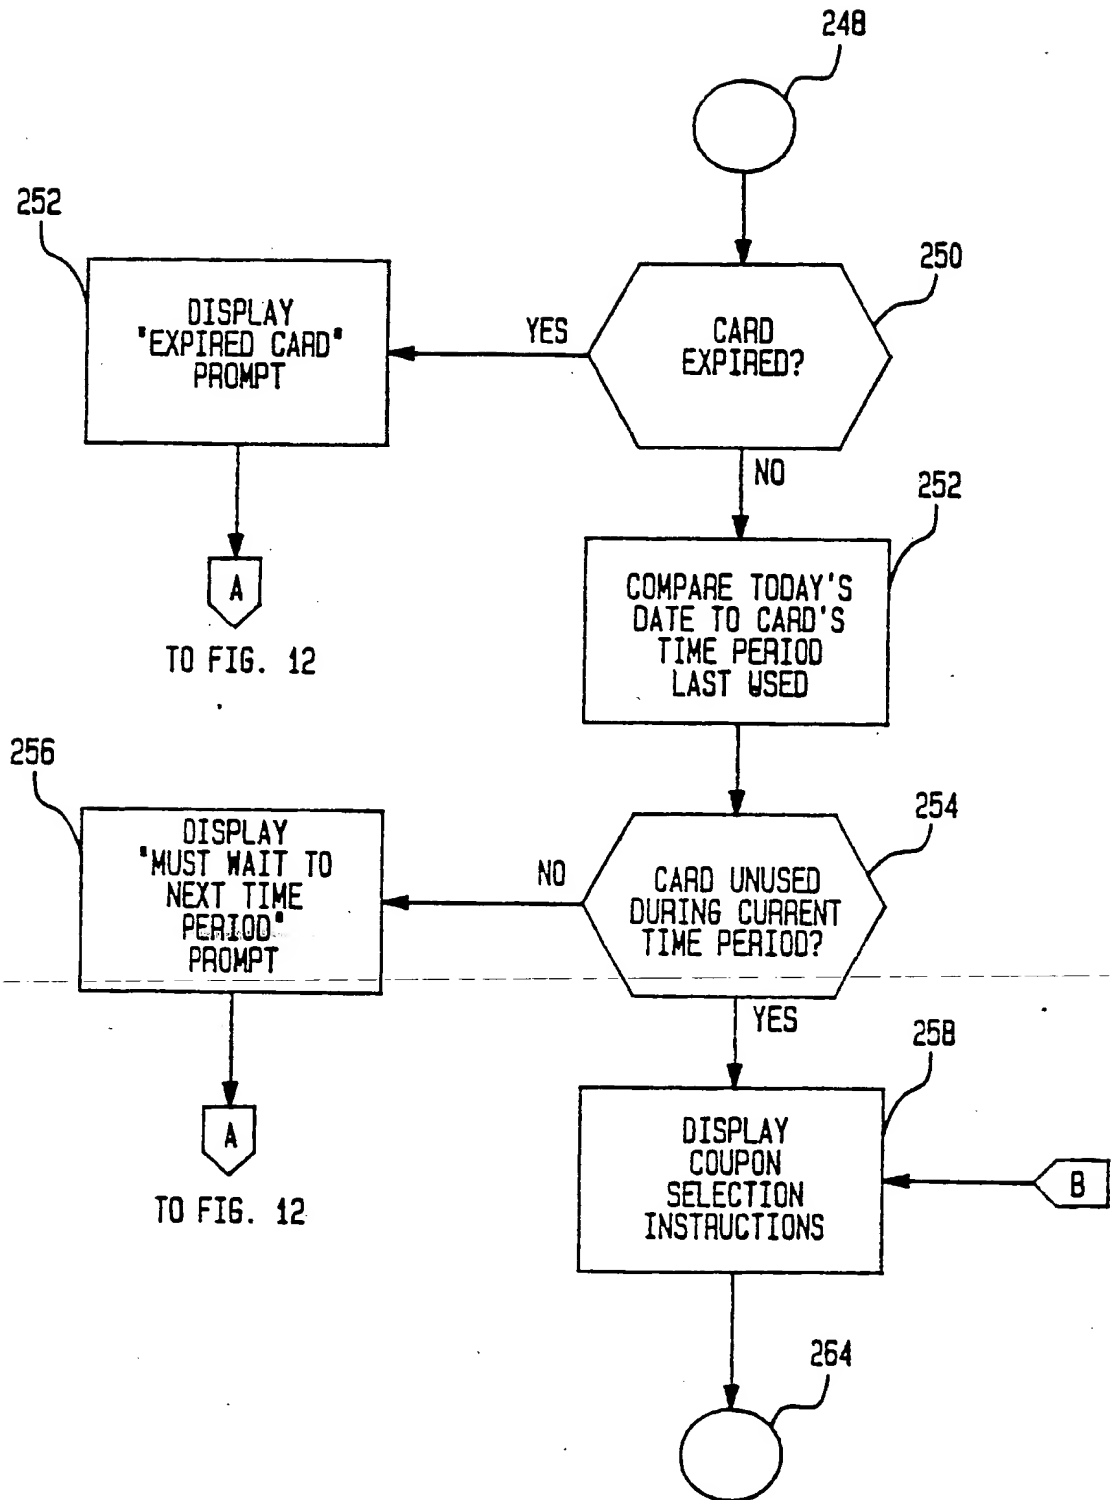 248
252
250
DISPLAY
"EXPIRED CARD"
PROMPT
YES
CARD
EXPIRED?
NO
252
A
COMPARE TODAY'S
DATE TO CARD'S
TIME PERIOD
LAST USED
TO FIG. 12
256
254
DISPLAY
"MUST WAIT TO
NEXT TIME
PERIOD"
PROMPT
NO
CARD UNUSED
DURING CURRENT
TIME PERIOD?
YES
258
A
DISPLAY
COUPON
SELECTION
INSTRUCTIONS
B
TO FIG. 12
264